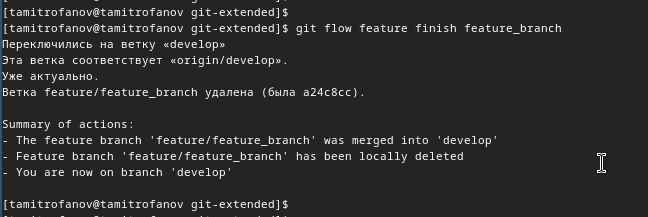 [tamitrofanov@tamitrofanov git-extended]$
[tamitrofanov@tamitrofanov git-extended]$ git flow feature finish feature_branch
Переключились на ветку «develop»
Эта ветка соответствует «origin/develop».
Уже актуально.
Ветка feature/feature_branch удалена (была a24c8cc).
Summary of actions:
- The feature branch 'feature/feature_branch' was merged into 'develop'
- Feature branch 'feature/feature_branch' has been locally deleted
- You are now on branch 'develop'
[tamitrofanov@tamitrofanov git-extended]$